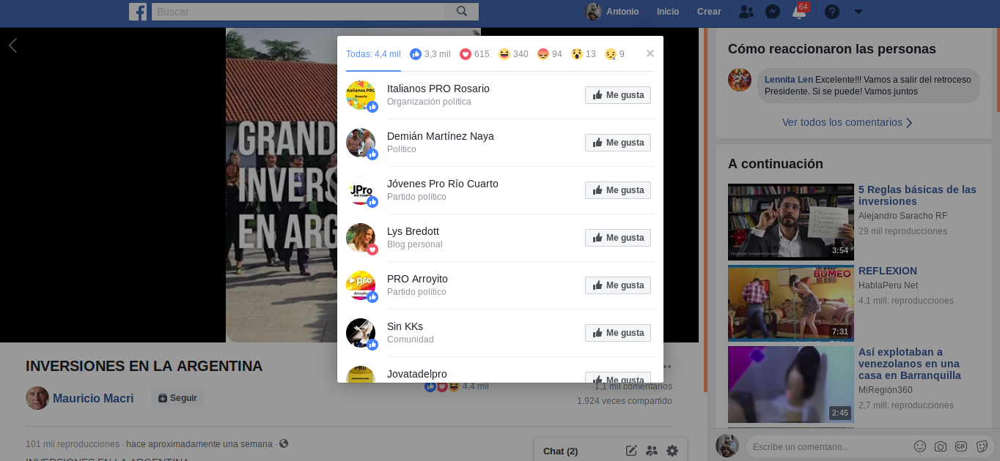 Buscar
Antonio
Inicio
Crear
64
Todas: 4,4 mil
3,3 mil
615
340
94
13
9
Italianos PRO Rosario
Organización política
Me gusta
Demián Martínez Naya
Político
Me gusta
Jóvenes Pro Río Cuarto
Partido político
Me gusta
JPro
RÍO CUARTO
Lys Bredott
Blog personal
Me gusta
PRO Arroyito
Partido político
Me gusta
pro
Arroyito
Sin KKs
Comunidad
Me gusta
Jovatadelpro
Me gusta
GRAND
INVERS
EN ARG
INVERSIONES EN LA ARGENTINA
Mauricio Macri
Seguir
4,4 mil
1,1 mil comentarios
1.924 veces compartido
101 mil reproducciones · hace aproximadamente una semana ·
INVERSIONES EN LA ARGENTINA
Chat (2)
Cómo reaccionaron las personas
Lennita Len Excelente!!! Vamos a salir del retroceso
Presidente. Si se puede! Vamos juntos
Ver todos los comentarios
A continuación
5 Reglas básicas de las
inversiones
Alejandro Saracho RF
29 mil reproducciones
3:54
REFLEXION
HablaPeru Net
4,1 mill. reproducciones
BUMEO
7:31
Así explotaban a
venezolanos en una
casa en Barranquilla
MiRegión360
2,7 mill. reproducciones
2:45
Escribe un comentario...
GIF